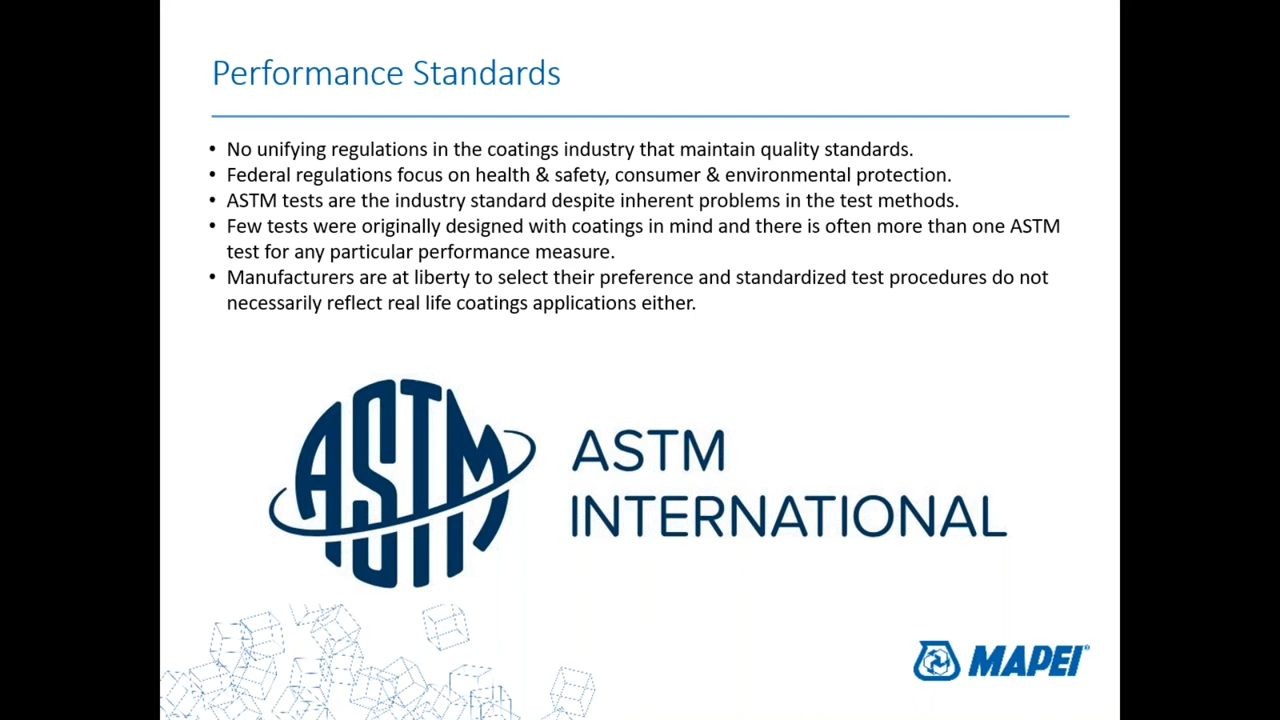 Performance Standards
• No unifying regulations in the coatings industry that maintain quality standards.
• Federal regulations focus on health & safety, consumer & environmental protection.
• ASTM tests are the industry standard despite inherent problems in the test methods.
• Few tests were originally designed with coatings in mind and there is often more than one ASTM
test for any particular performance measure.
• Manufacturers are at liberty to select their preference and standardized test procedures do not
necessarily reflect real life coatings applications either.
ASTM
ASTM
INTERNATIONAL
MAPEI®